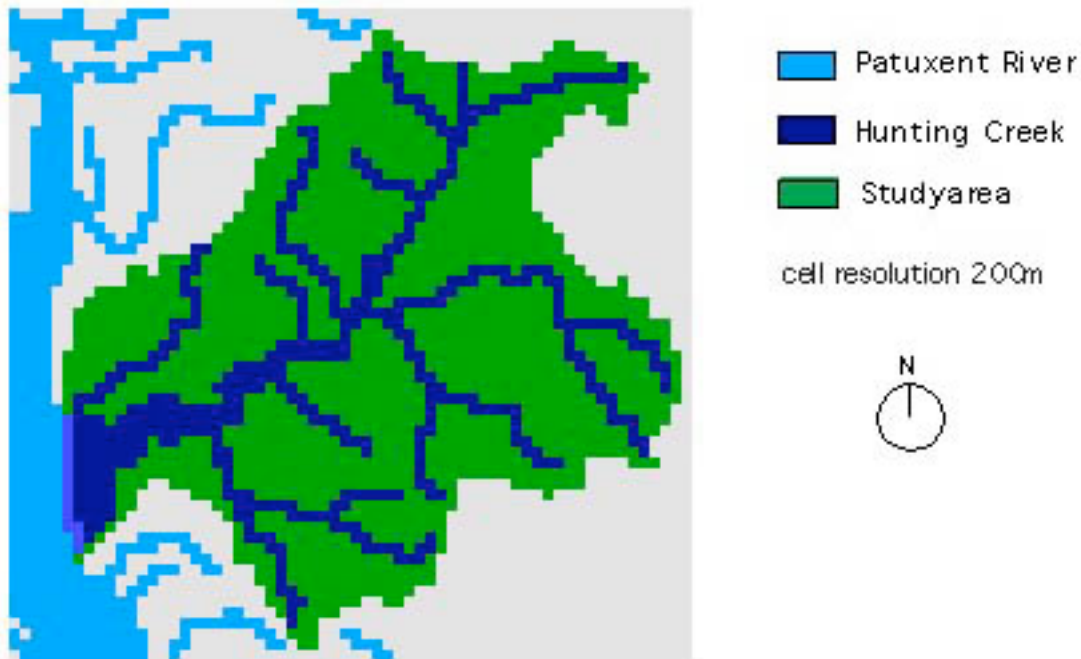 Patuxent River
Hunting Creek
Studyarea
cell resolution 200m
N